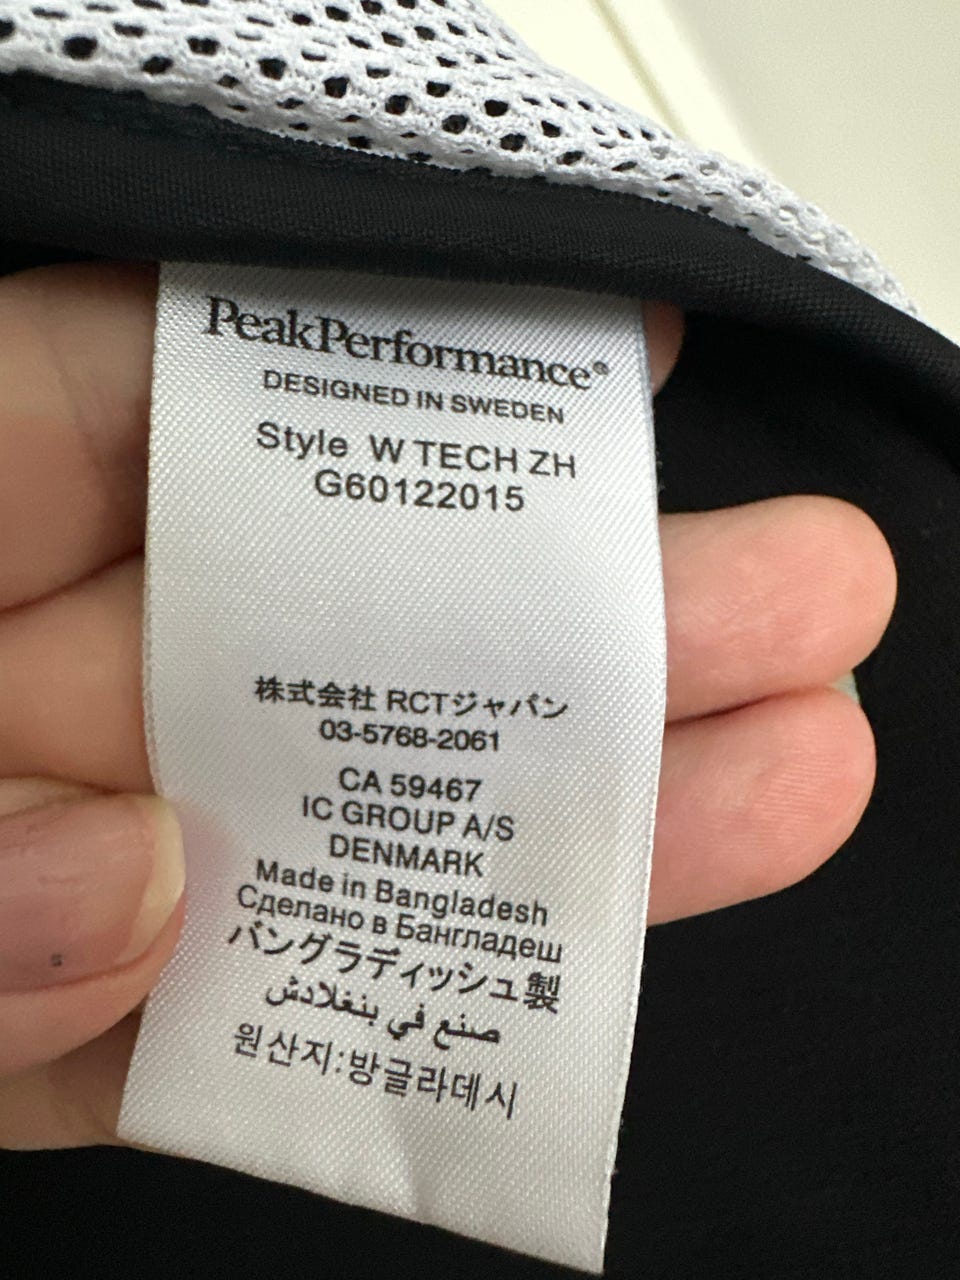 PeakPerformance®
DESIGNED IN SWEDEN
Style W TECH ZH
G60122015
株式会社 RCTジャパン
03-5768-2061
CA 59467
IC GROUP A/S
DENMARK
Made in Bangladesh
Сделано в Бангладеш
バングラディッシュ製
صنع في بنغلادش
원산지:방글라데시